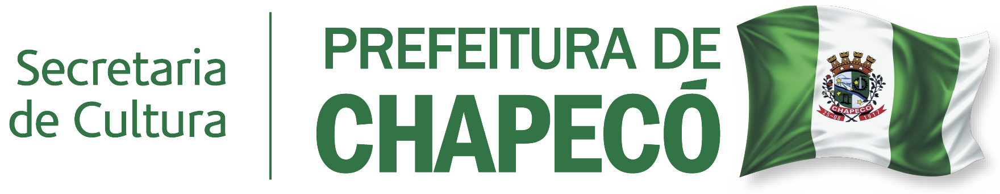 Secretaria
de Cultura
PREFEITURA DE
CHAPECÓ
CHAPECÓ
25-08 1917